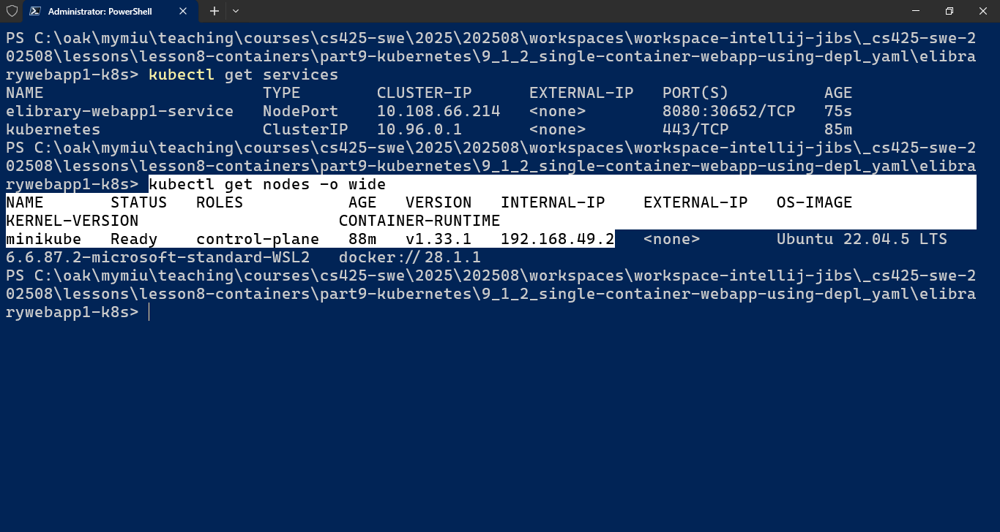 Administrator: PowerShell
PS C:\oak\mymiu\teaching\courses\cs425-swe\2025\202508\workspaces\workspace-intellij-jibs\_cs425-swe-2
02508\lessons\lesson8-containers\part9-kubernetes\9_1_2_single-container-webapp-using-depl_yaml\elibra
rywebapp1-k8s> kubectl get services
NAME                        TYPE        CLUSTER-IP      EXTERNAL-IP   PORT(S)          AGE
elibrary-webapp1-service   NodePort    10.108.66.214   <none>        8080:30652/TCP   75s
kubernetes                 ClusterIP   10.96.0.1       <none>        443/TCP          85m
PS C:\oak\mymiu\teaching\courses\cs425-swe\2025\202508\workspaces\workspace-intellij-jibs\_cs425-swe-2
02508\lessons\lesson8-containers\part9-kubernetes\9_1_2_single-container-webapp-using-depl_yaml\elibra
rywebapp1-k8s> kubectl get nodes -o wide
NAME       STATUS   ROLES           AGE   VERSION   INTERNAL-IP    EXTERNAL-IP   OS-IMAGE
KERNEL-VERSION                     CONTAINER-RUNTIME
minikube   Ready    control-plane   88m   v1.33.1   192.168.49.2   <none>        Ubuntu 22.04.5 LTS
6.6.87.2-microsoft-standard-WSL2   docker://28.1.1
PS C:\oak\mymiu\teaching\courses\cs425-swe\2025\202508\workspaces\workspace-intellij-jibs\_cs425-swe-2
02508\lessons\lesson8-containers\part9-kubernetes\9_1_2_single-container-webapp-using-depl_yaml\elibra
rywebapp1-k8s>